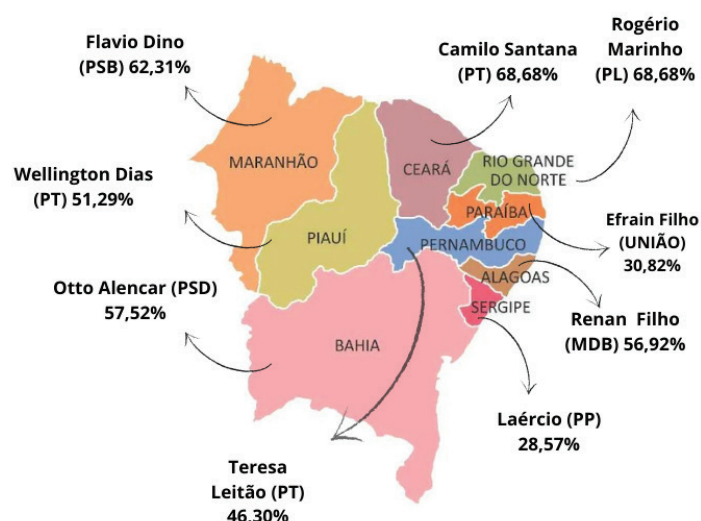 Flavio Dino
(PSB) 62,31%
Camilo Santana
(PT) 68,68%
Rogério
Marinho
(PL) 68,68%
MARANHÃO
CEARÁ
RIO GRANDE
DO NORTE
Wellington Dias
(PT) 51,29%
PIAUÍ
PARAÍBA
PERNAMBUCO
Efrain Filho
(UNIÃO)
30,82%
ALAGOAS
SERGIPE
Otto Alencar (PSD)
57,52%
BAHIA
Renan Filho
(MDB) 56,92%
Laércio (PP)
28,57%
Teresa
Leitão (PT)
46,30%